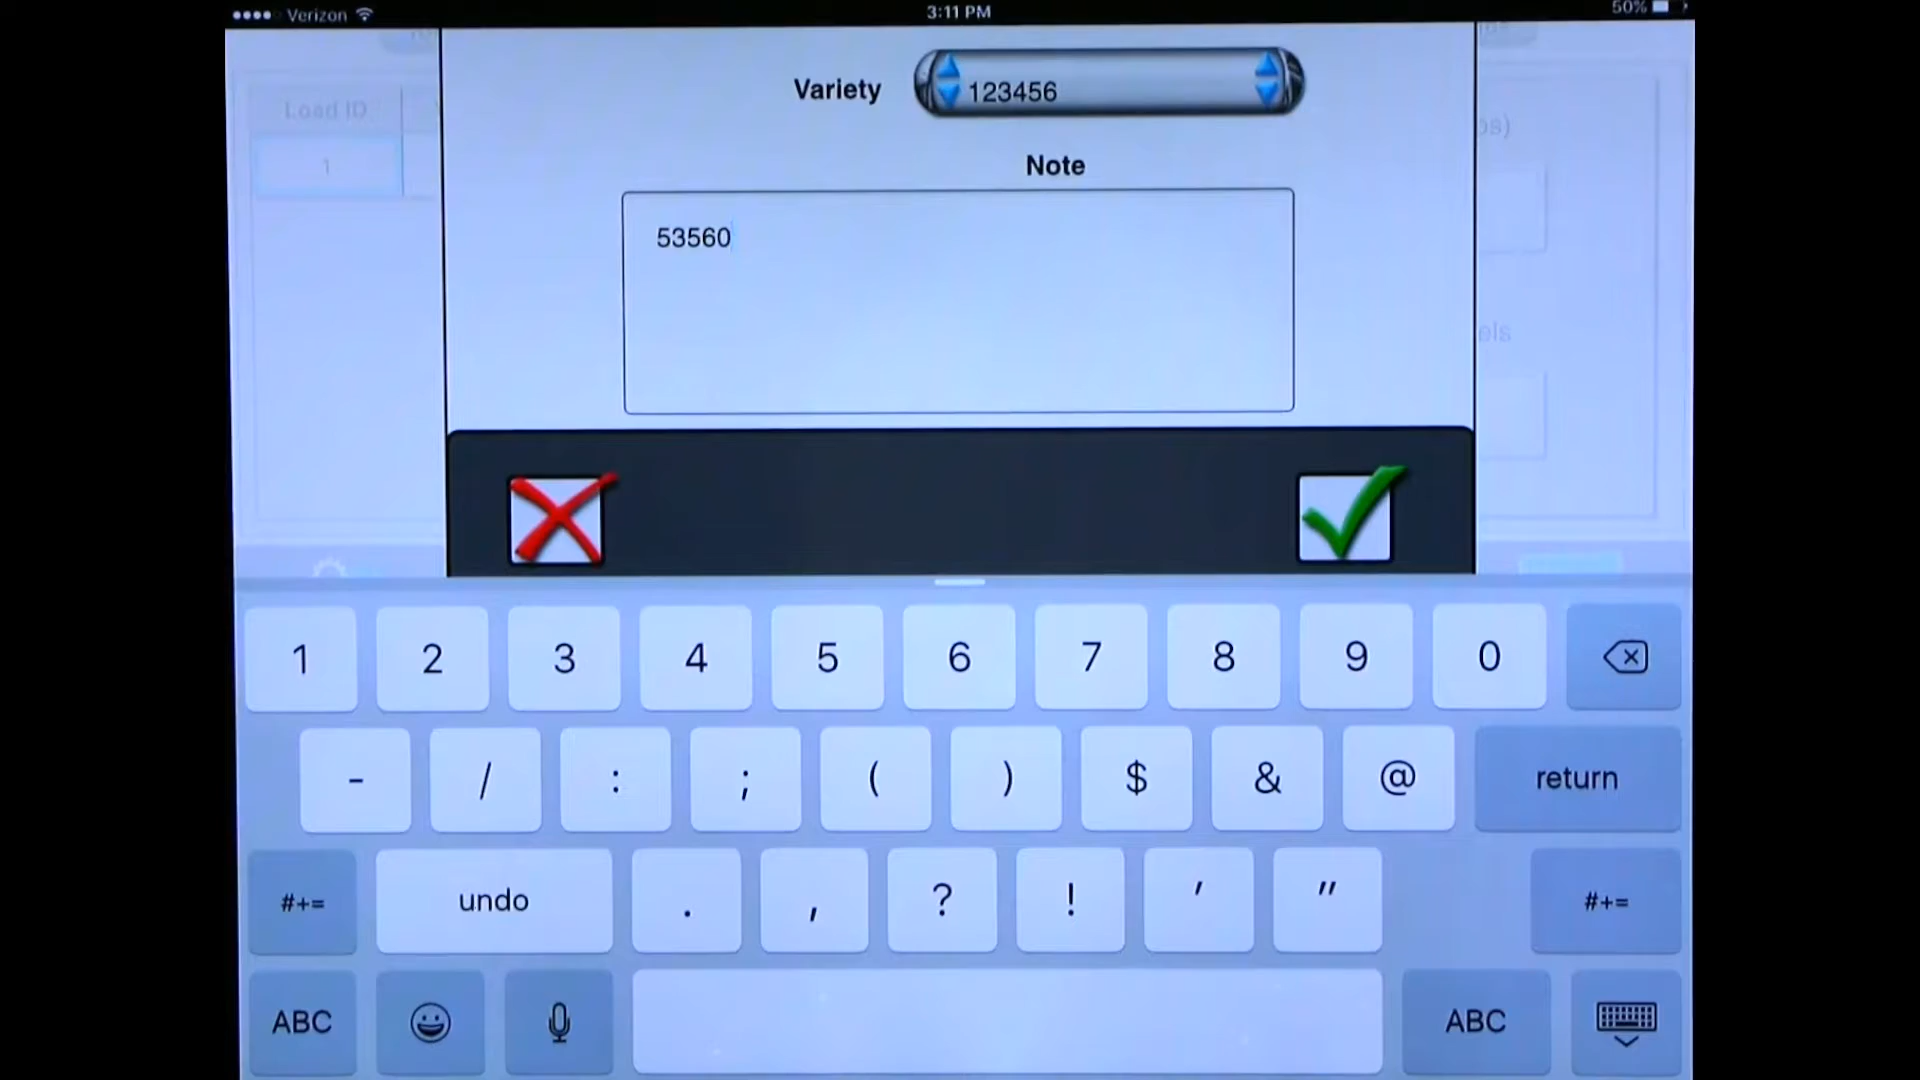 Verizon 3:11 PM 50%
Variety 123456
Load ID
1
Note
53560
1 2 3 4 5 6 7 8 9 0
- / : ; ( ) $ & @ return
#+= undo . , ? ! ' " #+=
ABC ABC